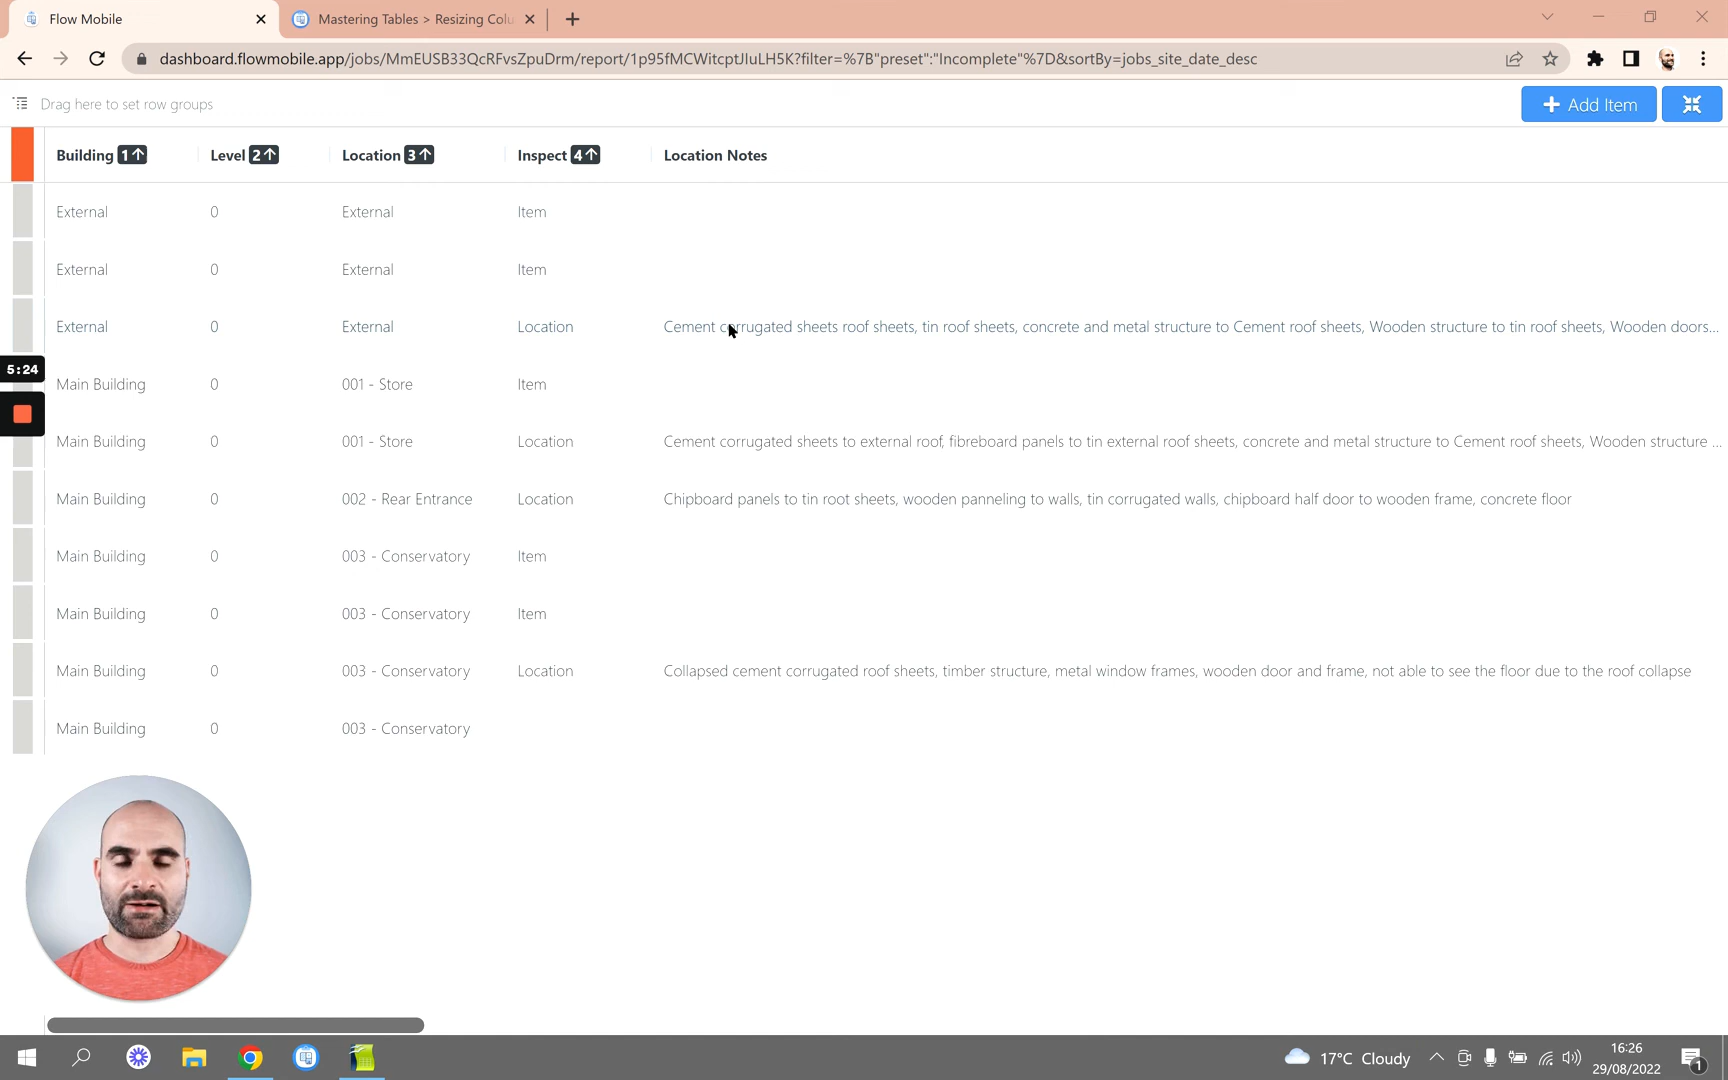 Flow Mobile
Mastering Tables > Resizing Colu
dashboard.flowmobile.app/jobs/MmEUSB33QcRFvsZpuDrm/report/1p95fMCWitcptJIuLH5K?filter=%7B"preset":"Incomplete"%7D&sortBy=jobs_site_date_desc
Drag here to set row groups
+ Add Item
Building 1↑ Level 2↑ Location 3↑ Inspect 4↑ Location Notes
External 0 External Item
External 0 External Item
External 0 External Location Cement corrugated sheets roof sheets, tin roof sheets, concrete and metal structure to Cement roof sheets, Wooden structure to tin roof sheets, Wooden doors...
5:24
Main Building 0 001 - Store Item
Main Building 0 001 - Store Location Cement corrugated sheets to external roof, fibreboard panels to tin external roof sheets, concrete and metal structure to Cement roof sheets, Wooden structure ...
Main Building 0 002 - Rear Entrance Location Chipboard panels to tin root sheets, wooden panneling to walls, tin corrugated walls, chipboard half door to wooden frame, concrete floor
Main Building 0 003 - Conservatory Item
Main Building 0 003 - Conservatory Item
Main Building 0 003 - Conservatory Location Collapsed cement corrugated roof sheets, timber structure, metal window frames, wooden door and frame, not able to see the floor due to the roof collapse
Main Building 0 003 - Conservatory
17°C Cloudy
16:26
29/08/2022
1